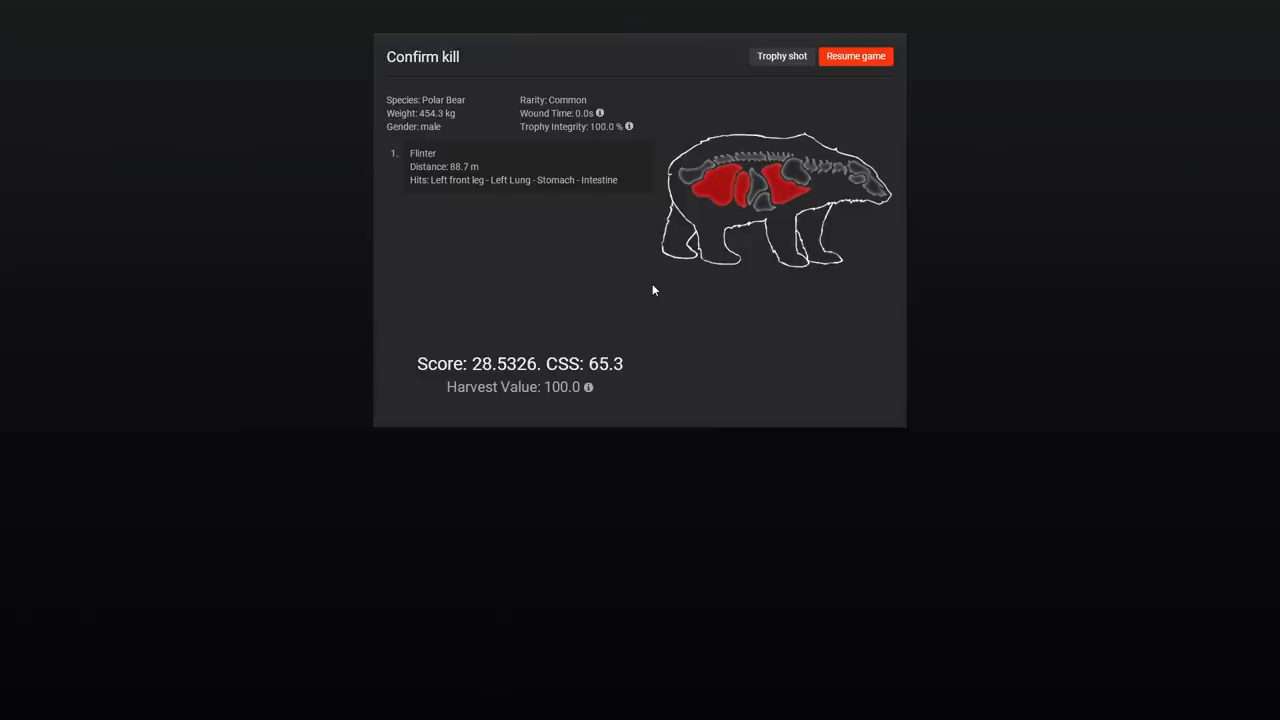 Confirm kill
Trophy shot
Resume game
Species: Polar Bear
Rarity: Common
Weight: 454.3 kg
Wound Time: 0.0s
Gender: male
Trophy Integrity: 100.0 %
1. Flinter
Distance: 88.7 m
Hits: Left front leg - Left Lung - Stomach - Intestine
Score: 28.5326. CSS: 65.3
Harvest Value: 100.0